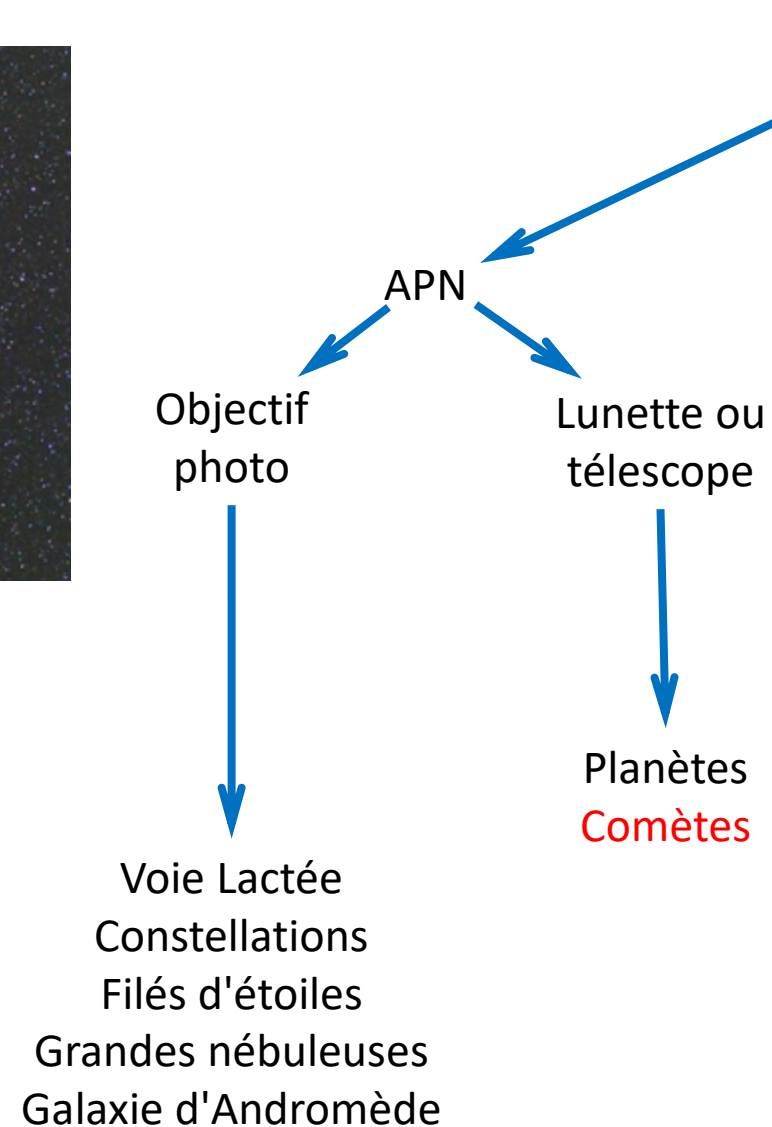 APN
Objectif
photo
Lunette ou
télescope
Planètes
Comètes
Voie Lactée
Constellations
Filés d'étoiles
Grandes nébuleuses
Galaxie d'Andromède